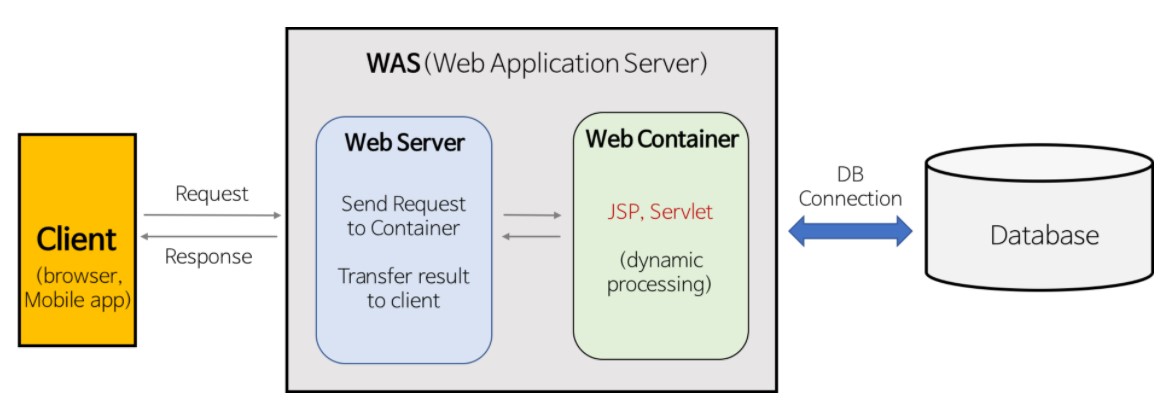 WAS(Web Application Server)
Client
(browser,
Mobile app)
Request
Response
Web Server
Send Request
to Container
Transfer result
to client
Web Container
JSP, Servlet
(dynamic
processing)
DB
Connection
Database